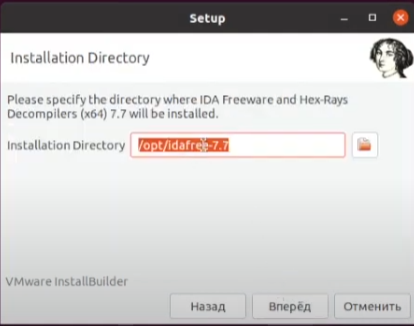 Setup
Installation Directory
Please specify the directory where IDA Freeware and Hex-Rays
Decompilers (x64) 7.7 will be installed.
Installation Directory /opt/idafree-7.7
VMware InstallBuilder
Назад Вперёд Отменить